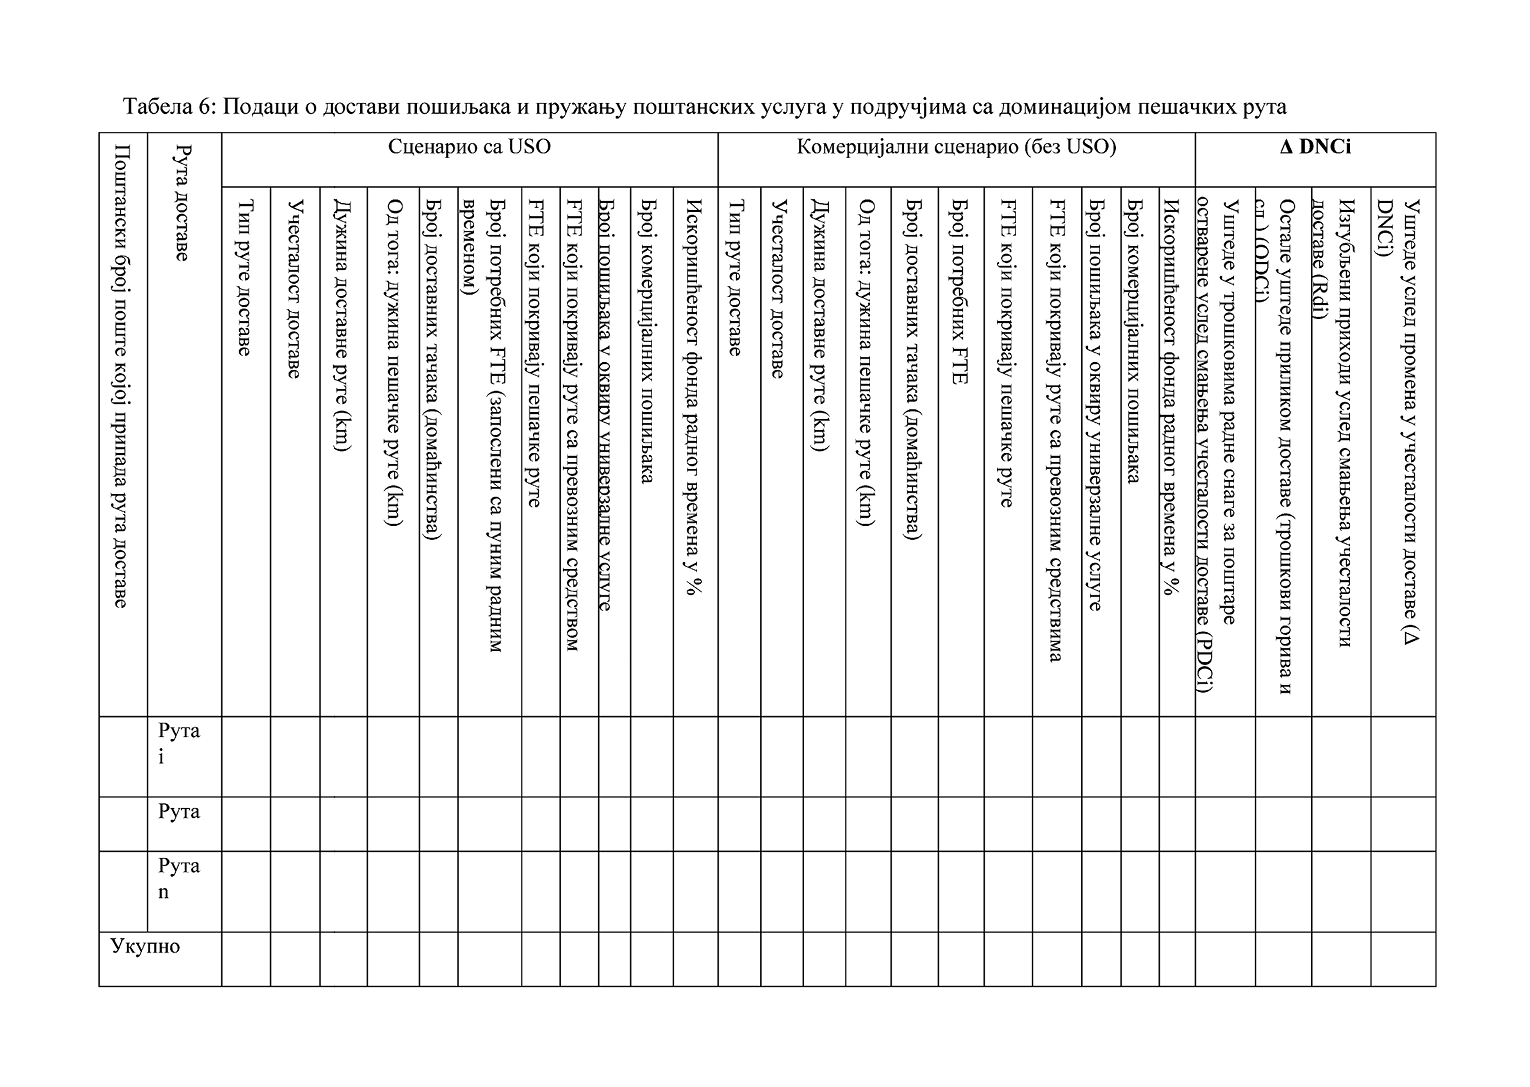 Табела 6: Подаци о достави пошиљака и пружању поштанских услуга у подручјима са доминацијом пешачких рута
Поштански број поште којој припада рута доставе
Рута доставе
Сценарио са USO
Комерцијални сценарио (без USO)
Δ DNCi
Тип руте доставе
Учесталост доставе
Дужина доставне руте (km)
Од тога: дужина пешачке руте (km)
Број доставних тачака (домаћинства)
Број потребних FTE (запослени са пуним радним
временом)
FTE који покривају пешачке руте
FTE који покривају руте са превозним средством
Број пошиљака у оквиру универзалне услуге
Број комерцијалних пошиљака
Искоришћеност фонда радног времена у %
Тип руте доставе
Учесталост доставе
Дужина доставне руте (km)
Од тога: дужина пешачке руте (km)
Број доставних тачака (домаћинства)
Број потребних FTE
FTE који покривају пешачке руте
FTE који покривају руте са превозним средствима
Број пошиљака у оквиру универзалне услуге
Број комерцијалних пошиљака
Искоришћеност фонда радног времена у %
Уштеде у трошковима радне снаге за поштаре
остварене услед смањења учесталости доставе (PDCi)
Остале уштеде приликом доставе (трошкови горива и
сл.) (ODCi)
Изгубљени приходи услед смањења учесталости
доставе (Rdi)
Уштеде услед промена у учесталости доставе (Δ
DNCi)
Рута
i
Рута
Рута
n
Укупно